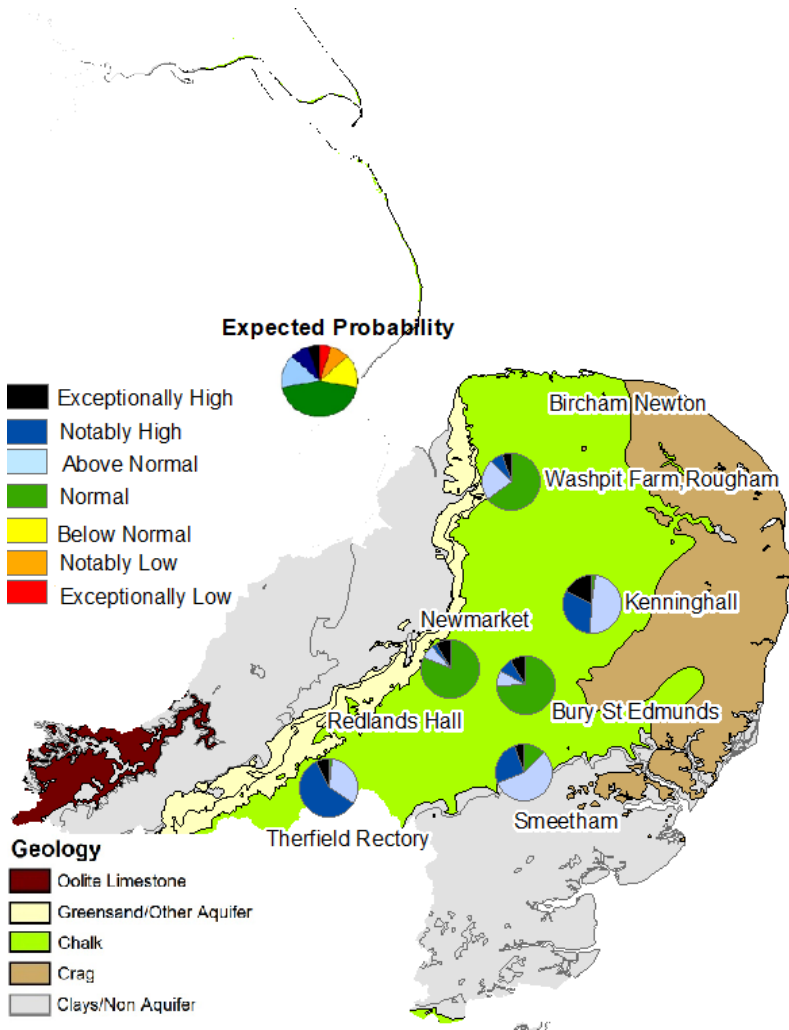 Expected Probability
Exceptionally High
Notably High
Above Normal
Normal
Below Normal
Notably Low
Exceptionally Low
Bircham Newton
Washpit Farm,Rougham
Kenninghall
Newmarket
Redlands Hall
Bury St Edmunds
Therfield Rectory
Smeetham
Geology
Oolite Limestone
Greensand/Other Aquifer
Chalk
Crag
Clays/Non Aquifer